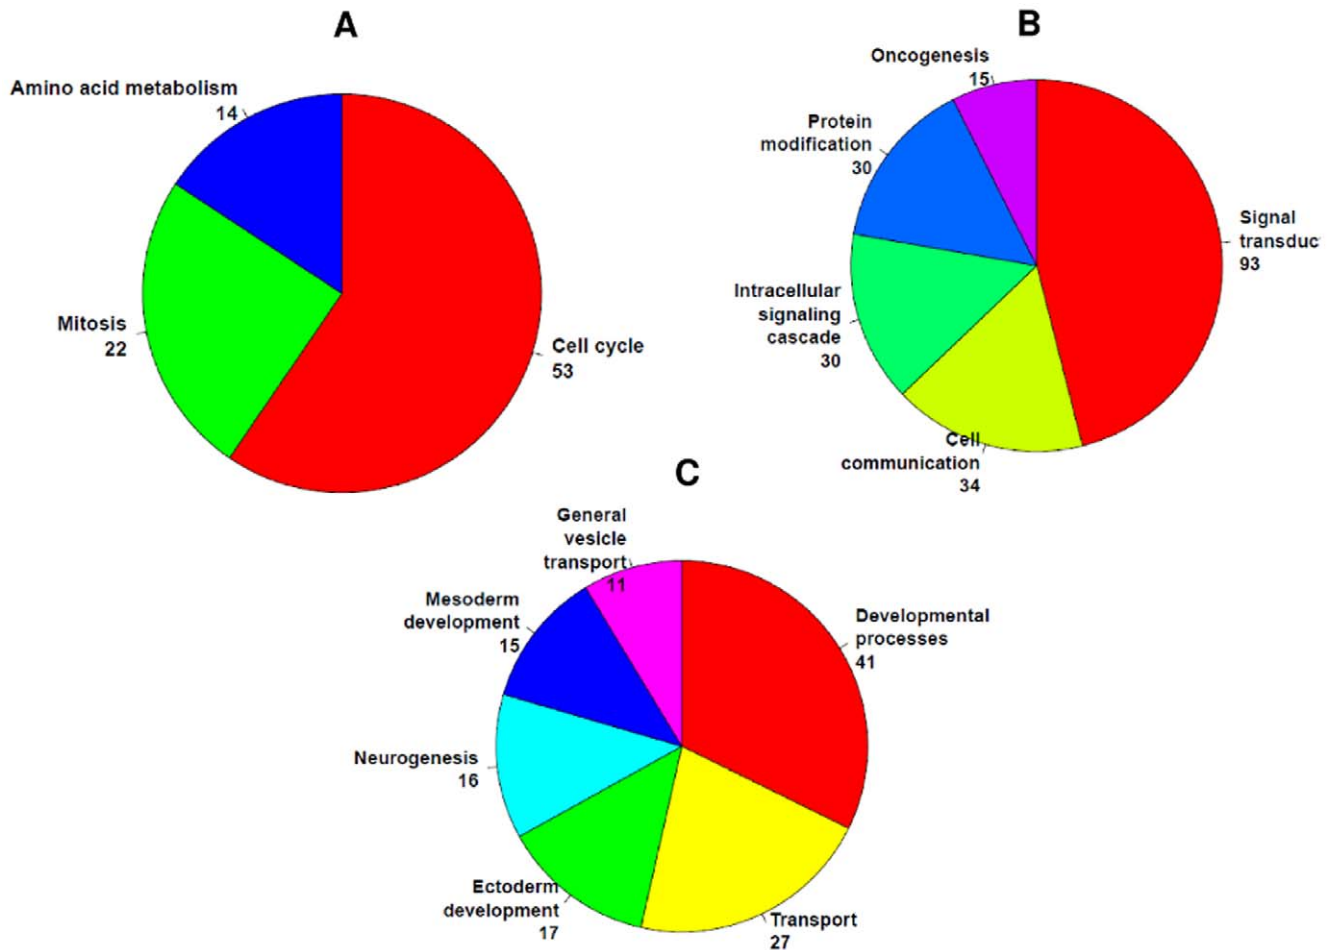 A
Amino acid metabolism
14
Mitosis
22
Cell cycle
53
B
Oncogenesis
15
Protein
modification
30
Intracellular
signaling
cascade
30
Cell
communication
34
Signal
transduc
93
C
General
vesicle
transport
11
Mesoderm
development
15
Neurogenesis
16
Ectoderm
development
17
Transport
27
Developmental
processes
41